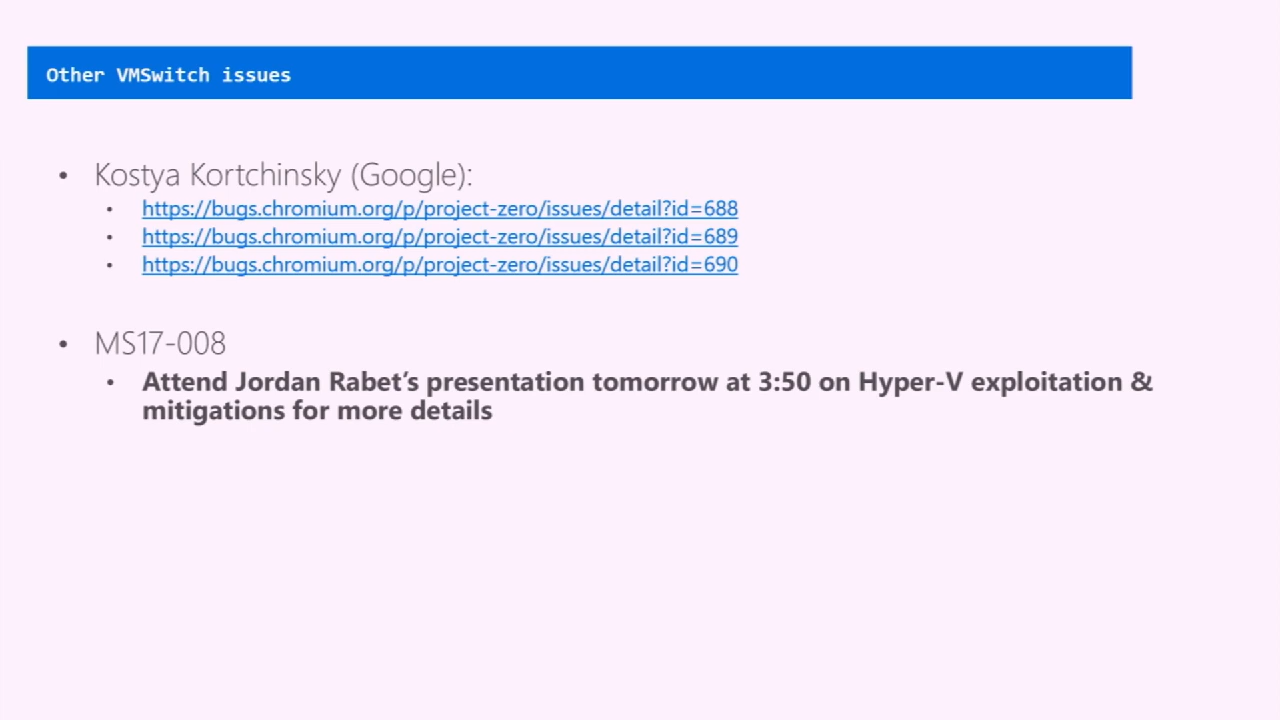 Other VMSwitch issues
• Kostya Kortchinsky (Google):
• https://bugs.chromium.org/p/project-zero/issues/detail?id=688
• https://bugs.chromium.org/p/project-zero/issues/detail?id=689
• https://bugs.chromium.org/p/project-zero/issues/detail?id=690
• MS17-008
• Attend Jordan Rabet’s presentation tomorrow at 3:50 on Hyper-V exploitation &
mitigations for more details